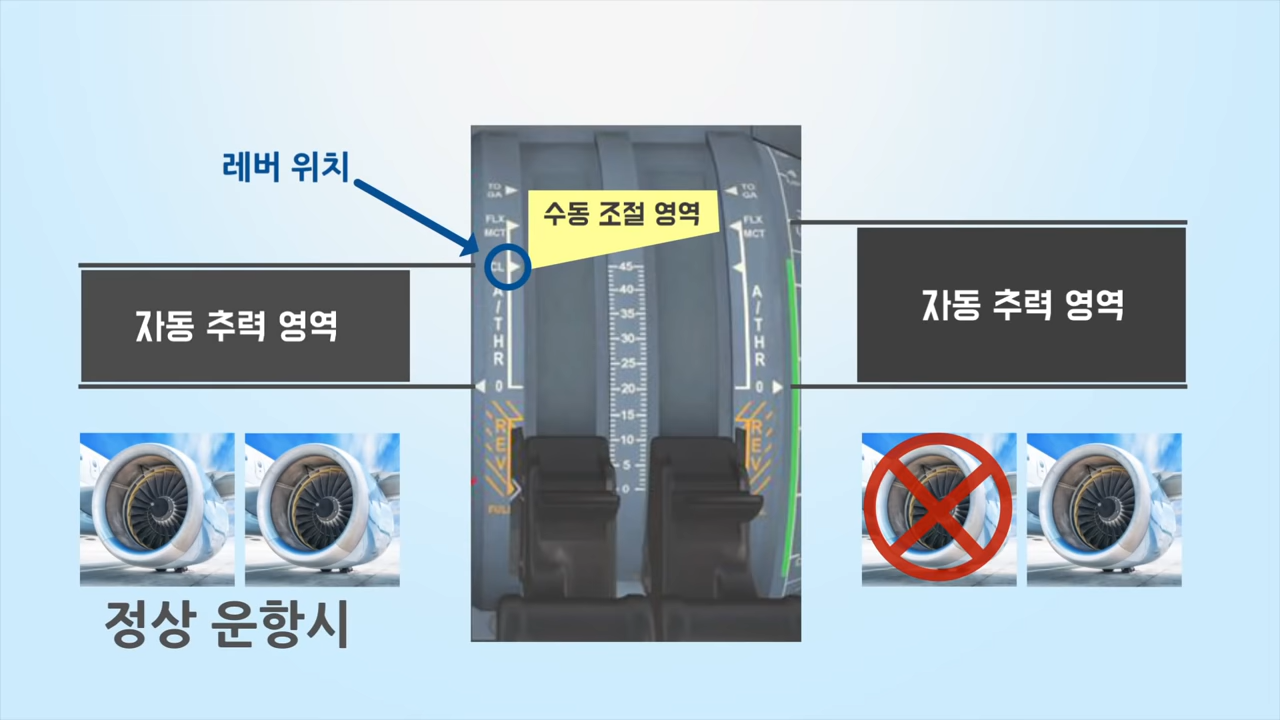 레버 위치
수동 조절 영역
자동 추력 영역
자동 추력 영역
정상 운항시
TO
GA
FLX
MCT
CL
A/THR
0
REV
FULL
45
40
35
30
25
20
15
10
5
0
TO
GA
FLX
MCT
A/THR
0
REV